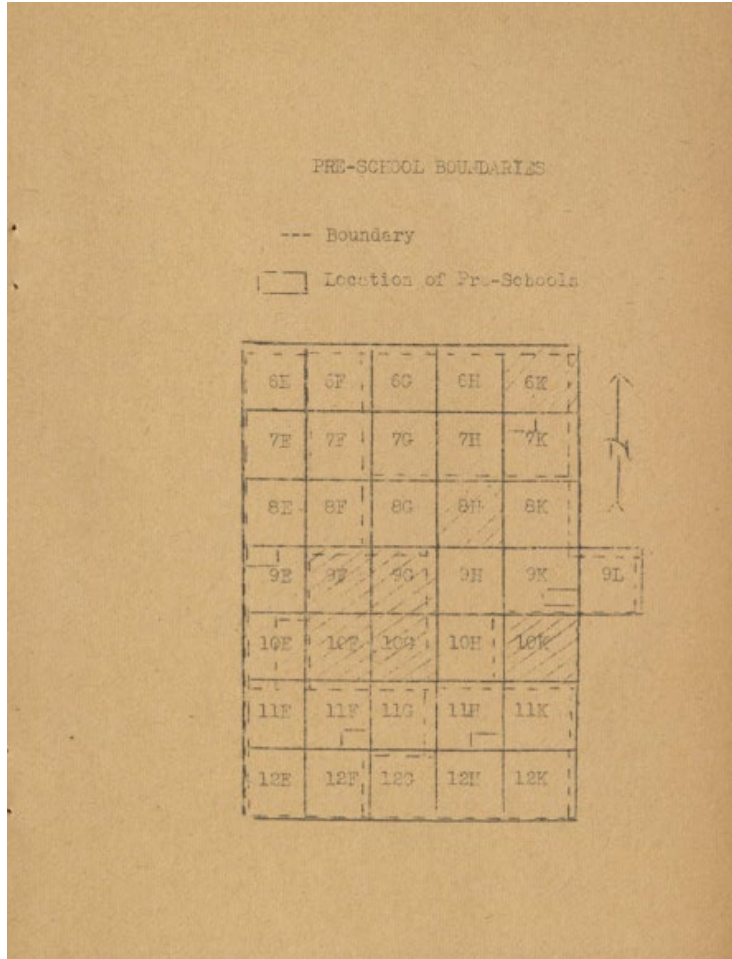 PRE-SCHOOL BOUNDARIES
--- Boundary
Location of Pre-Schools
6E 6F 6G 6H 6K
7E 7F 7G 7H 7K
8E 8F 8G 8H 8K
9E 9F 9G 9H 9K 9L
10E 10F 10G 10H 10K
11E 11F 11G 11H 11K
12E 12F 12G 12H 12K